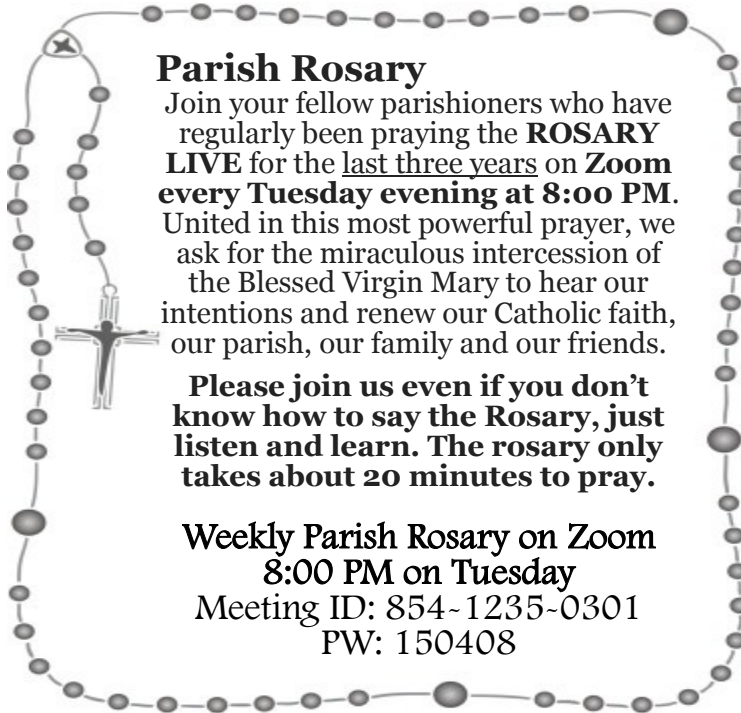 Parish Rosary
Join your fellow parishioners who have
regularly been praying the ROSARY
LIVE for the last three years on Zoom
every Tuesday evening at 8:00 PM.
United in this most powerful prayer, we
ask for the miraculous intercession of
the Blessed Virgin Mary to hear our
intentions and renew our Catholic faith,
our parish, our family and our friends.
Please join us even if you don’t
know how to say the Rosary, just
listen and learn. The rosary only
takes about 20 minutes to pray.
Weekly Parish Rosary on Zoom
8:00 PM on Tuesday
Meeting ID: 854-1235-0301
PW: 150408